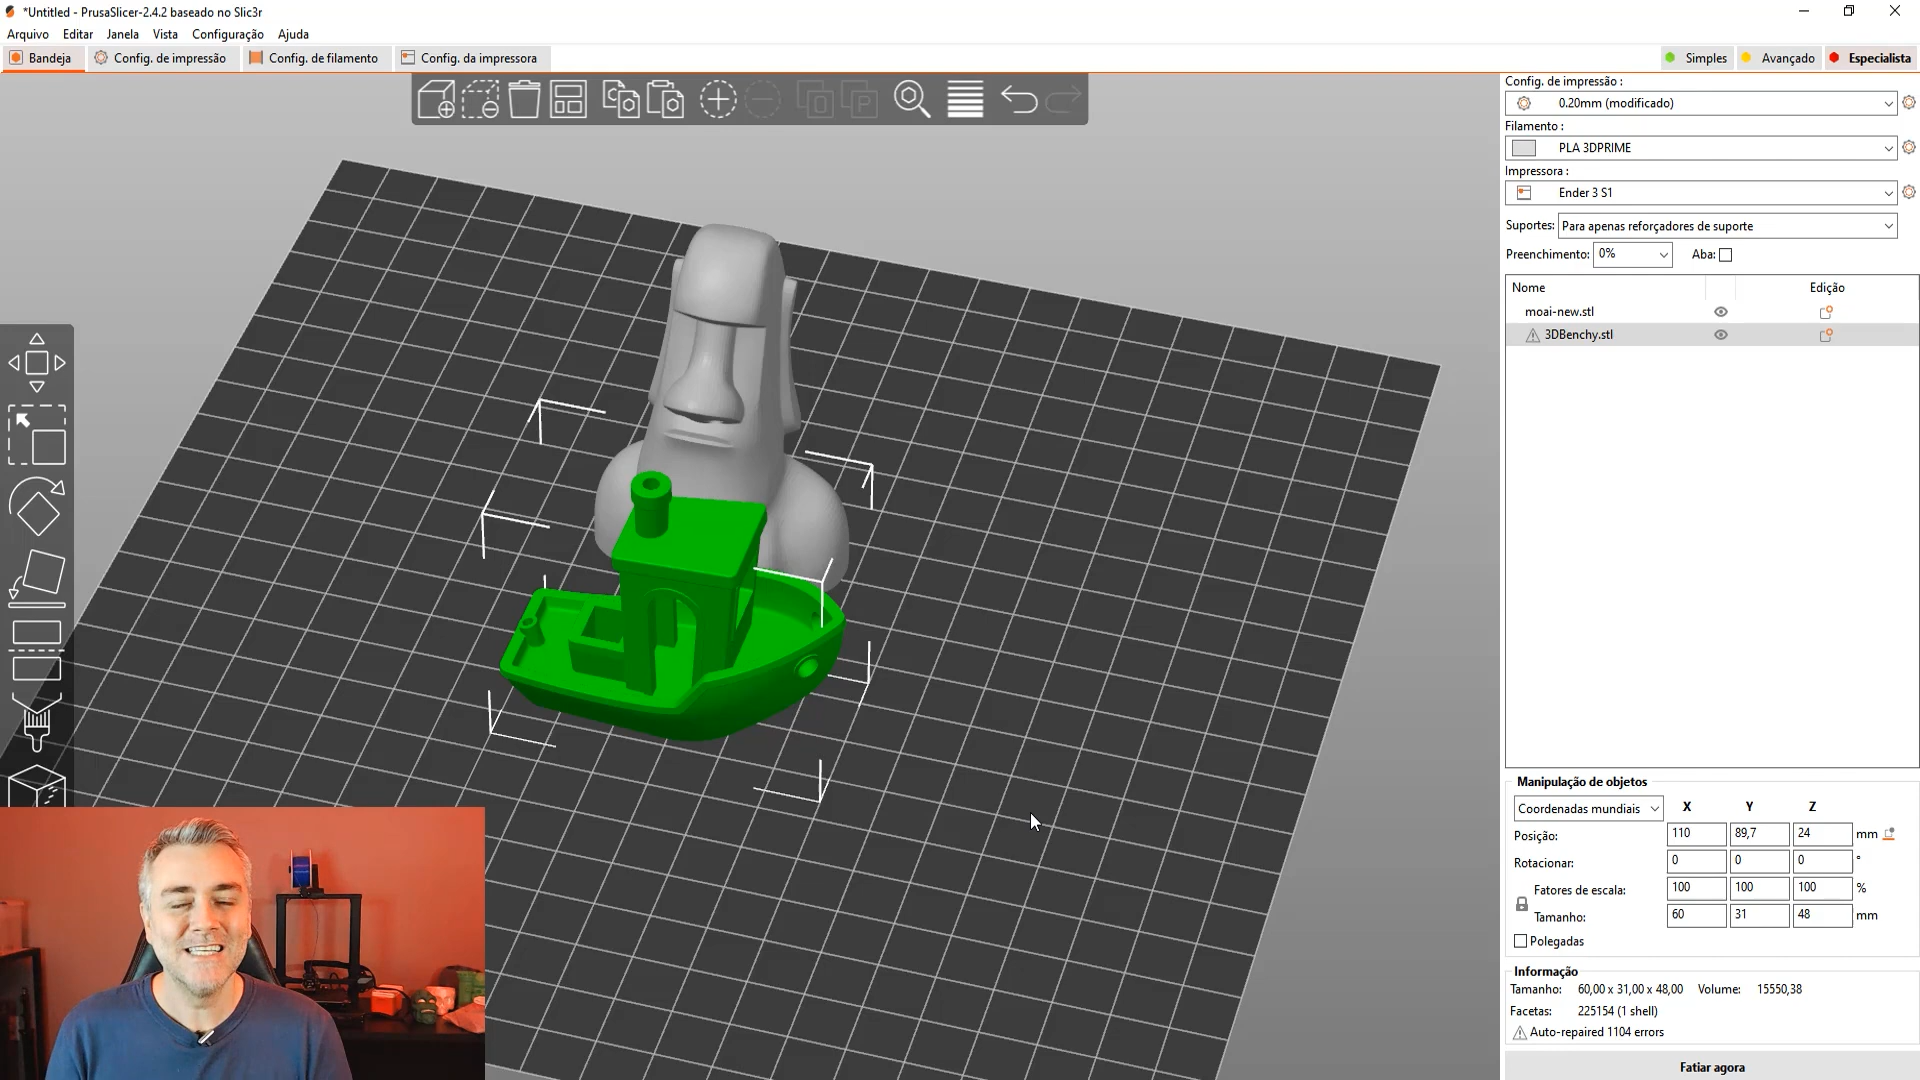 *Untitled - PrusaSlicer-2.4.2 baseado no Slic3r
Arquivo Editar Janela Vista Configuração Ajuda
Bandeja Config. de impressão Config. de filamento Config. da impressora Simples Avançado Especialista
Config. de impressão :
0.20mm (modificado)
Filamento :
PLA 3DPRIME
Impressora :
Ender 3 S1
Suportes: Para apenas reforçadores de suporte
Preenchimento: 0% Aba:
Nome Edição
moai-new.stl
3DBenchy.stl
Manipulação de objetos
Coordenadas mundiais X Y Z
Posição: 110 89,7 24 mm
Rotacionar: 0 0 0 °
Fatores de escala: 100 100 100 %
Tamanho: 60 31 48 mm
Polegadas
Informação
Tamanho: 60,00 x 31,00 x 48,00 Volume: 15550,38
Facetas: 225154 (1 shell)
Auto-repaired 1104 errors
Fatiar agora